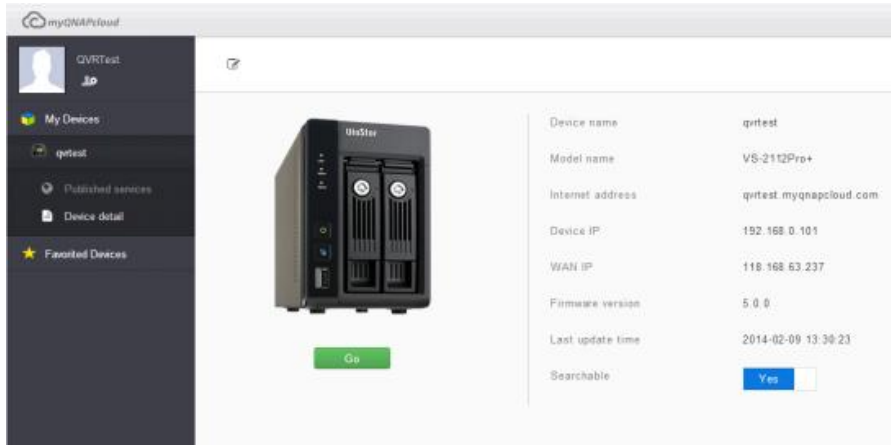 myQNAPcloud
QVRTest
My Devices
qvrtest
Published services
Device detail
Favorited Devices
VioStor
Go
Device name qvrtest
Model name VS-2112Pro+
Internet address qvrtest.myqnapcloud.com
Device IP 192.168.0.101
WAN IP 118.168.63.237
Firmware version 5.0.0
Last update time 2014-02-09 13:30:23
Searchable Yes